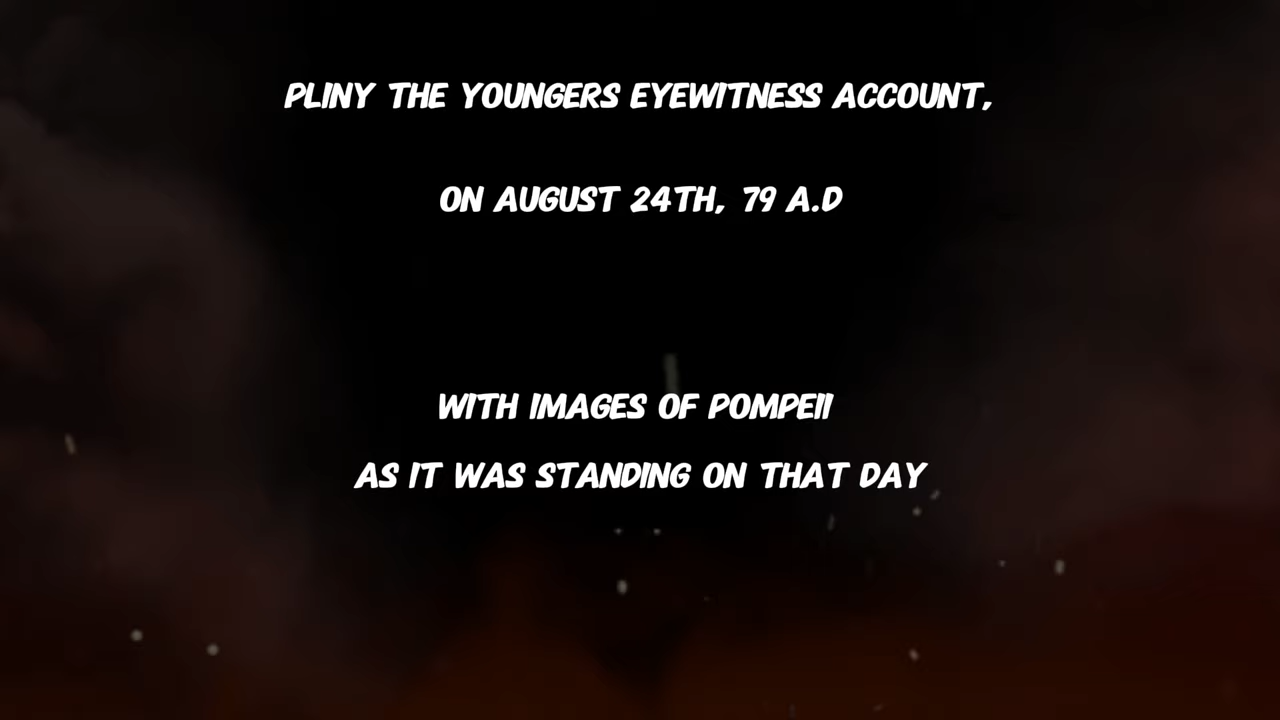 PLINY THE YOUNGERS EYEWITNESS ACCOUNT,
ON AUGUST 24TH, 79 A.D
WITH IMAGES OF POMPEII
AS IT WAS STANDING ON THAT DAY